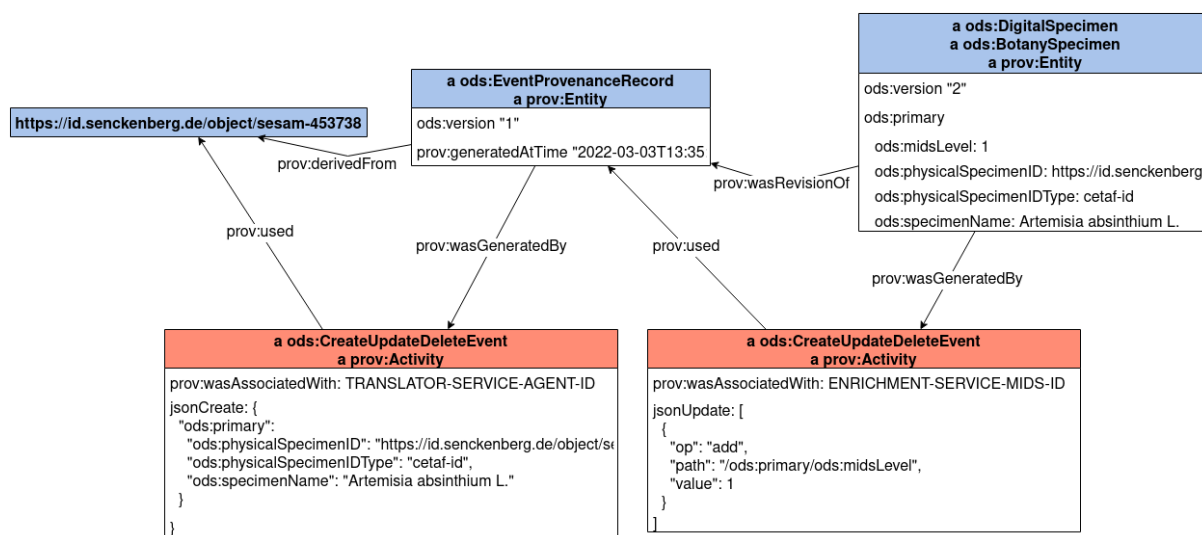 https://id.senckenberg.de/object/sesam-453738
a ods:EventProvenanceRecord
a prov:Entity
ods:version "1"
prov:generatedAtTime "2022-03-03T13:35
a ods:DigitalSpecimen
a ods:BotanySpecimen
a prov:Entity
ods:version "2"
ods:primary
ods:midsLevel: 1
ods:physicalSpecimenID: https://id.senckenberg
ods:physicalSpecimenIDType: cetaf-id
ods:specimenName: Artemisia absinthium L.
prov:derivedFrom
prov:wasRevisionOf
prov:used
prov:wasGeneratedBy
prov:used
prov:wasGeneratedBy
a ods:CreateUpdateDeleteEvent
a prov:Activity
prov:wasAssociatedWith: TRANSLATOR-SERVICE-AGENT-ID
jsonCreate: {
"ods:primary":
"ods:physicalSpecimenID": "https://id.senckenberg.de/object/se
"ods:physicalSpecimenIDType": "cetaf-id",
"ods:specimenName": "Artemisia absinthium L."
}
}
a ods:CreateUpdateDeleteEvent
a prov:Activity
prov:wasAssociatedWith: ENRICHMENT-SERVICE-MIDS-ID
jsonUpdate: [
{
"op": "add",
"path": "/ods:primary/ods:midsLevel",
"value": 1
}
]